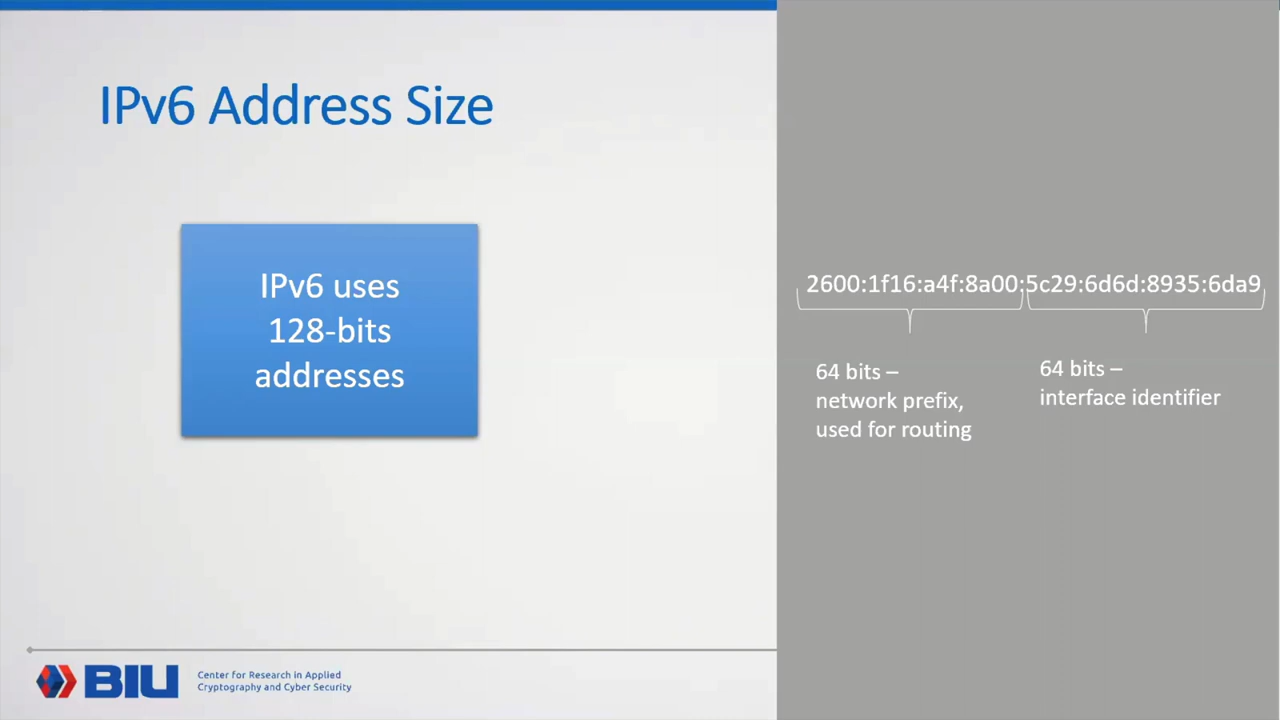 IPv6 Address Size
IPv6 uses
128-bits
addresses
2600:1f16:a4f:8a00:5c29:6d6d:8935:6da9
64 bits –
network prefix,
used for routing
64 bits –
interface identifier
BIU
Center for Research in Applied
Cryptography and Cyber Security